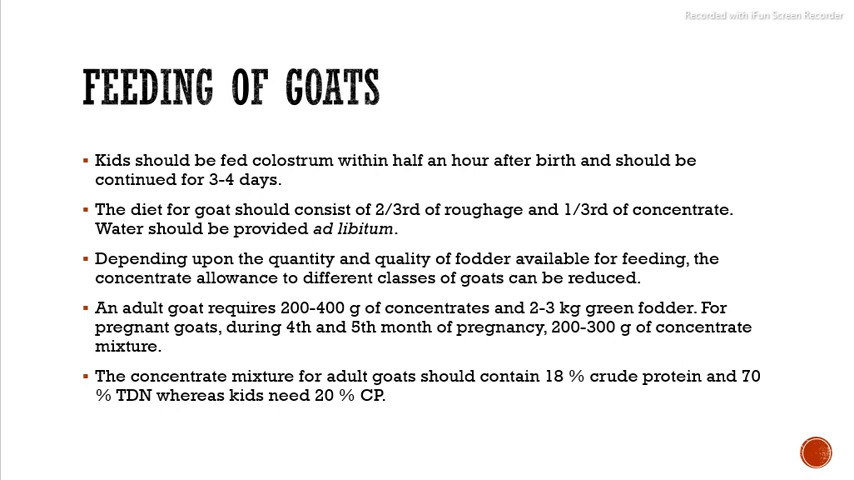 Recorded with iFun Screen Recorder
FEEDING OF GOATS
▪ Kids should be fed colostrum within half an hour after birth and should be
continued for 3-4 days.
▪ The diet for goat should consist of 2/3rd of roughage and 1/3rd of concentrate.
Water should be provided ad libitum.
▪ Depending upon the quantity and quality of fodder available for feeding, the
concentrate allowance to different classes of goats can be reduced.
▪ An adult goat requires 200-400 g of concentrates and 2-3 kg green fodder. For
pregnant goats, during 4th and 5th month of pregnancy, 200-300 g of concentrate
mixture.
▪ The concentrate mixture for adult goats should contain 18 % crude protein and 70
% TDN whereas kids need 20 % CP.